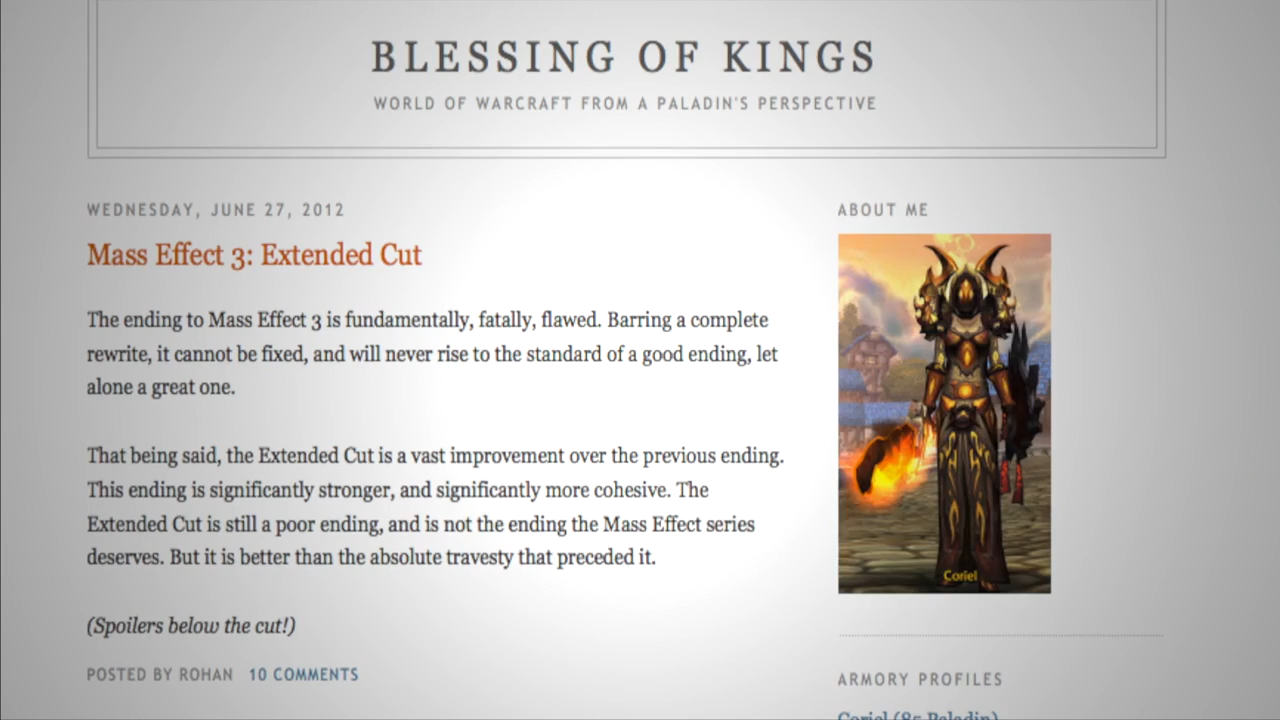 BLESSING OF KINGS
WORLD OF WARCRAFT FROM A PALADIN'S PERSPECTIVE
WEDNESDAY, JUNE 27, 2012
Mass Effect 3: Extended Cut
The ending to Mass Effect 3 is fundamentally, fatally, flawed. Barring a complete
rewrite, it cannot be fixed, and will never rise to the standard of a good ending, let
alone a great one.
That being said, the Extended Cut is a vast improvement over the previous ending.
This ending is significantly stronger, and significantly more cohesive. The
Extended Cut is still a poor ending, and is not the ending the Mass Effect series
deserves. But it is better than the absolute travesty that preceded it.
(Spoilers below the cut!)
POSTED BY ROHAN 10 COMMENTS
ABOUT ME
Coriel
ARMORY PROFILES
Coriel (85 Paladin)